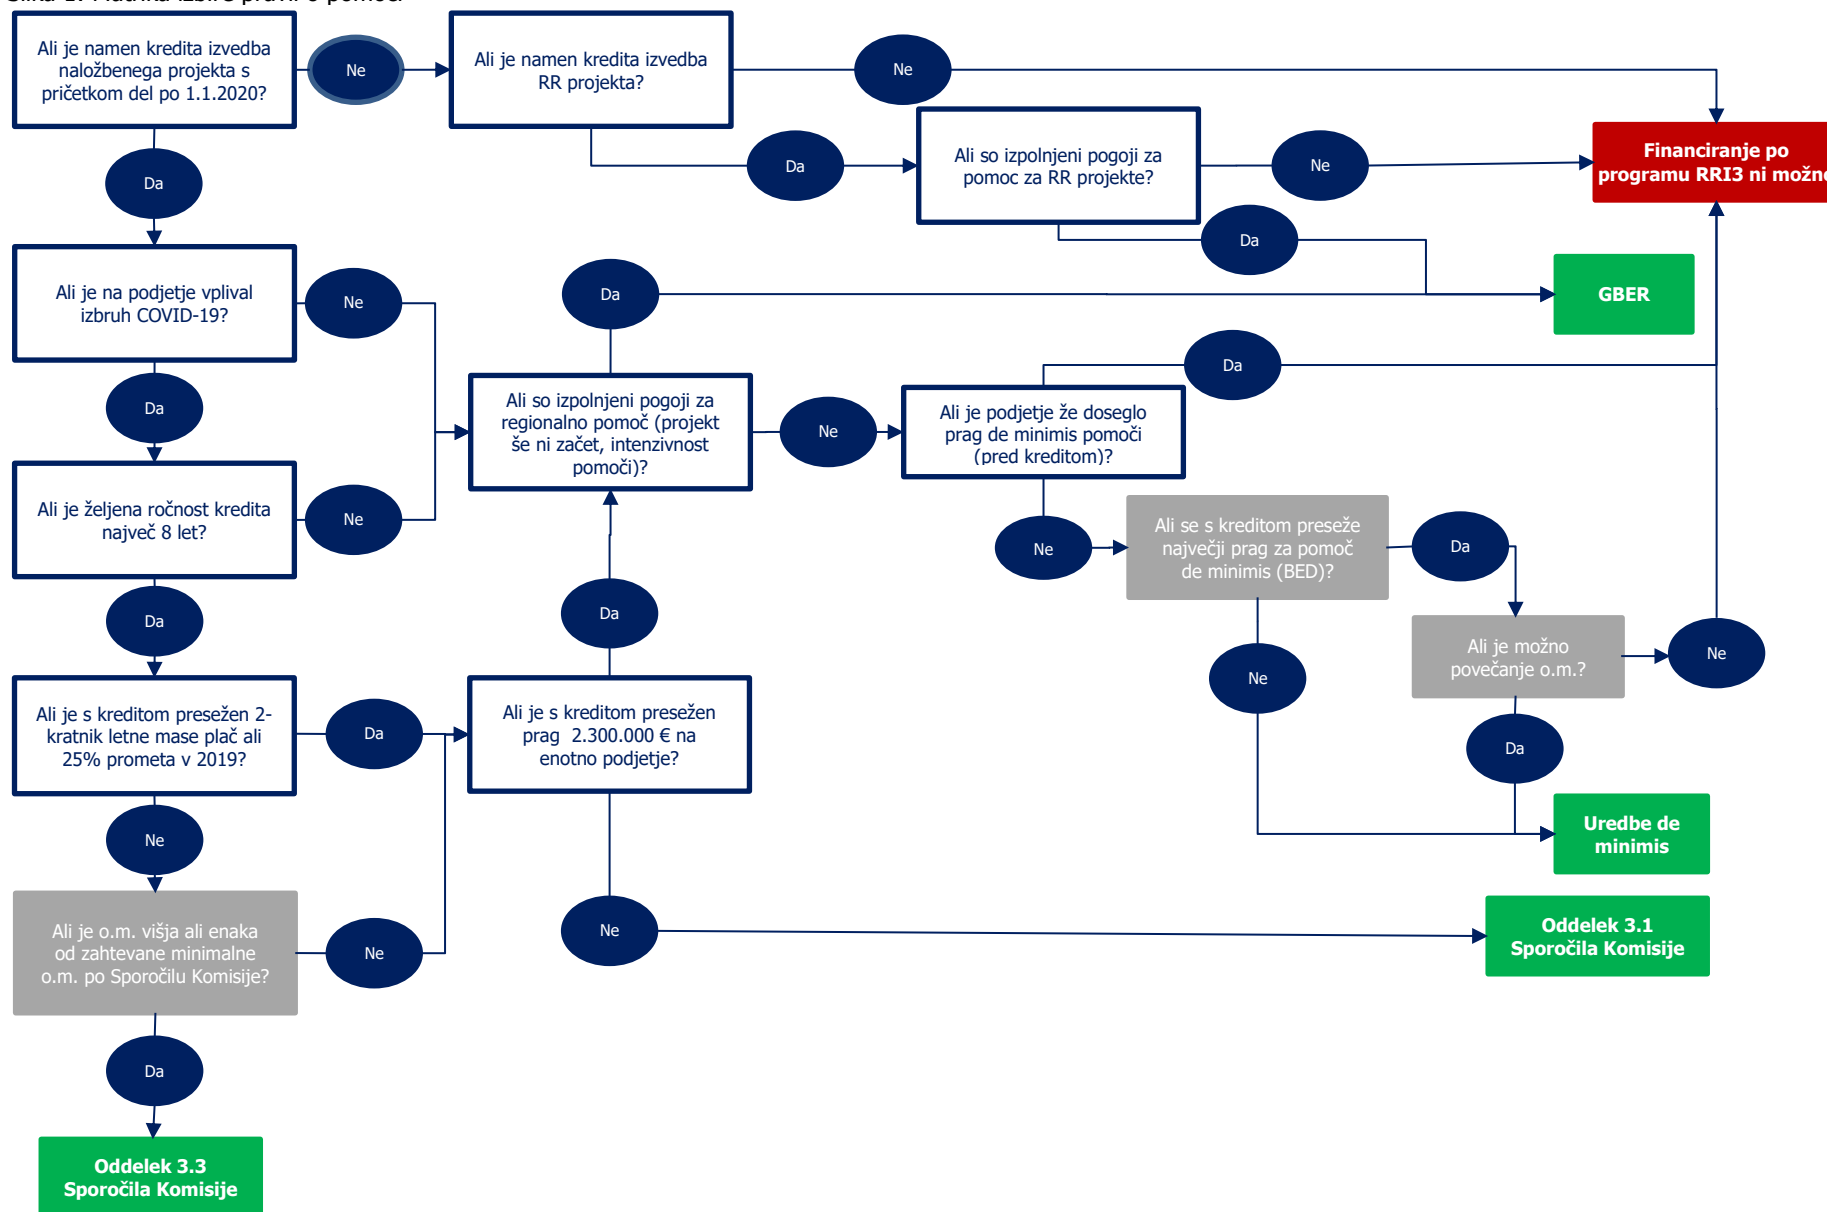 Slika 1: Matrika izbire pravil o pomoči
Ali je namen kredita izvedba
naložbenega projekta s
pričetkom del po 1.1.2020?
Ne
Ali je namen kredita izvedba
RR projekta?
Ne
Da
Da
Ali so izpolnjeni pogoji za
pomoc za RR projekte?
Ne
Financiranje po
programu RRI3 ni možno
Da
Ali je na podjetje vplival
izbruh COVID-19?
Ne
Da
GBER
Da
Da
Ali so izpolnjeni pogoji za
regionalno pomoč (projekt
še ni začet, intenzivnost
pomoči)?
Ne
Ali je podjetje že doseglo
prag de minimis pomoči
(pred kreditom)?
Ali je željena ročnost kredita
največ 8 let?
Ne
Ne
Ali se s kreditom preseže
največji prag za pomoč
de minimis (BED)?
Da
Da
Da
Ali je možno
povečanje o.m.?
Ne
Ne
Ali je s kreditom presežen 2-
kratnik letne mase plač ali
25% prometa v 2019?
Da
Ali je s kreditom presežen
prag 2.300.000 € na
enotno podjetje?
Da
Ne
Uredbe de
minimis
Ali je o.m. višja ali enaka
od zahtevane minimalne
o.m. po Sporočilu Komisije?
Ne
Ne
Oddelek 3.1
Sporočila Komisije
Da
Oddelek 3.3
Sporočila Komisije